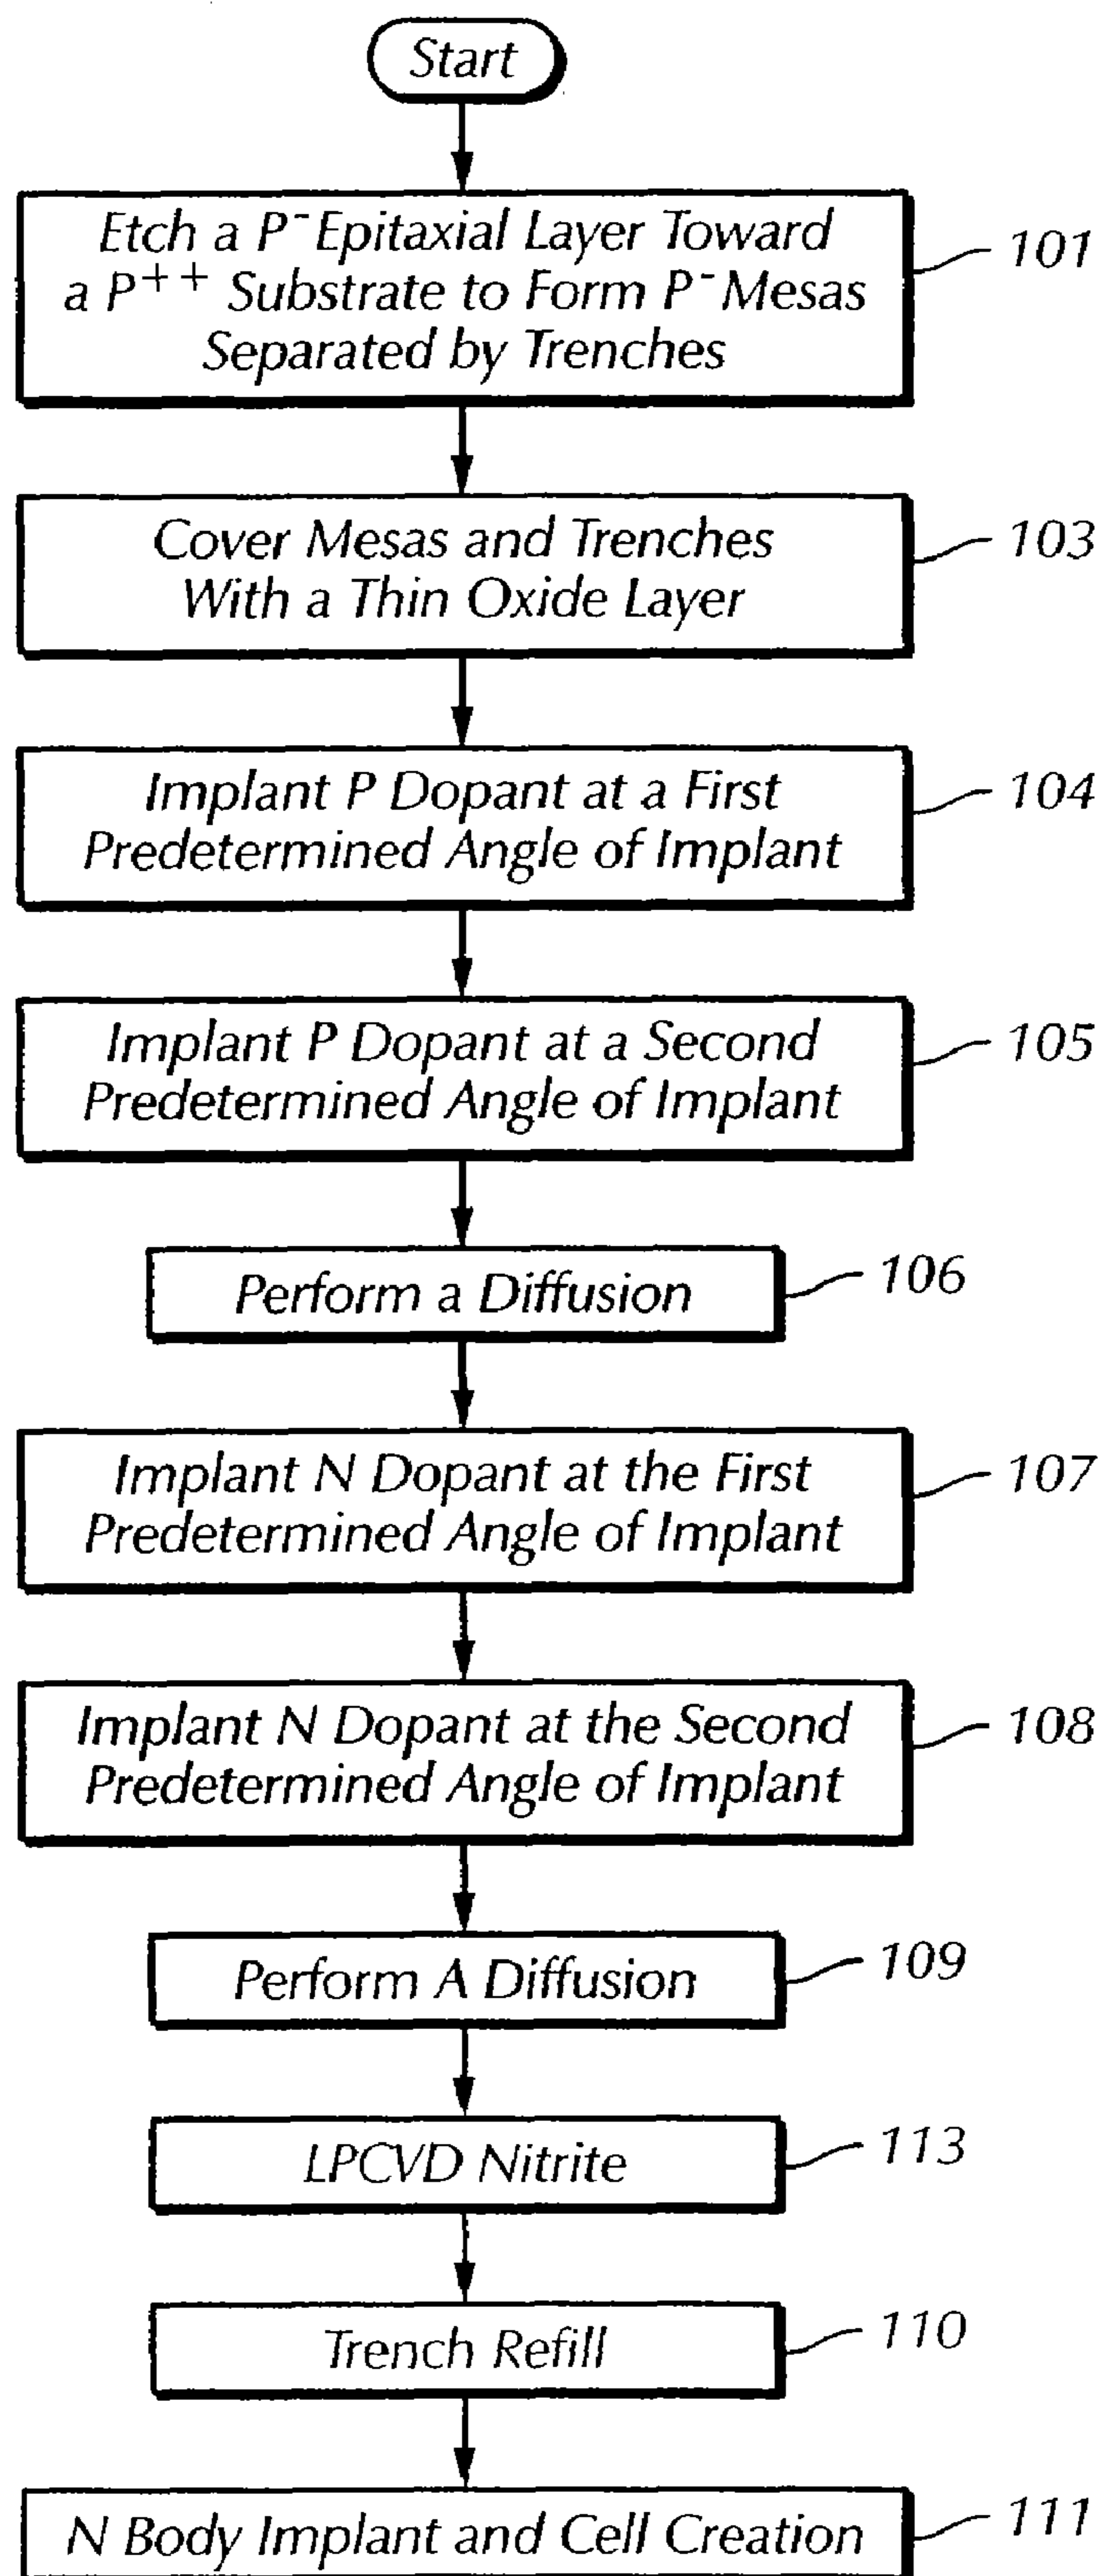 Start
Etch a P⁻ Epitaxial Layer Toward
a P⁺⁺ Substrate to Form P⁻ Mesas
Separated by Trenches
101
Cover Mesas and Trenches
With a Thin Oxide Layer
103
Implant P Dopant at a First
Predetermined Angle of Implant
104
Implant P Dopant at a Second
Predetermined Angle of Implant
105
Perform a Diffusion
106
Implant N Dopant at the First
Predetermined Angle of Implant
107
Implant N Dopant at the Second
Predetermined Angle of Implant
108
Perform A Diffusion
109
LPCVD Nitrite
113
Trench Refill
110
N Body Implant and Cell Creation
111